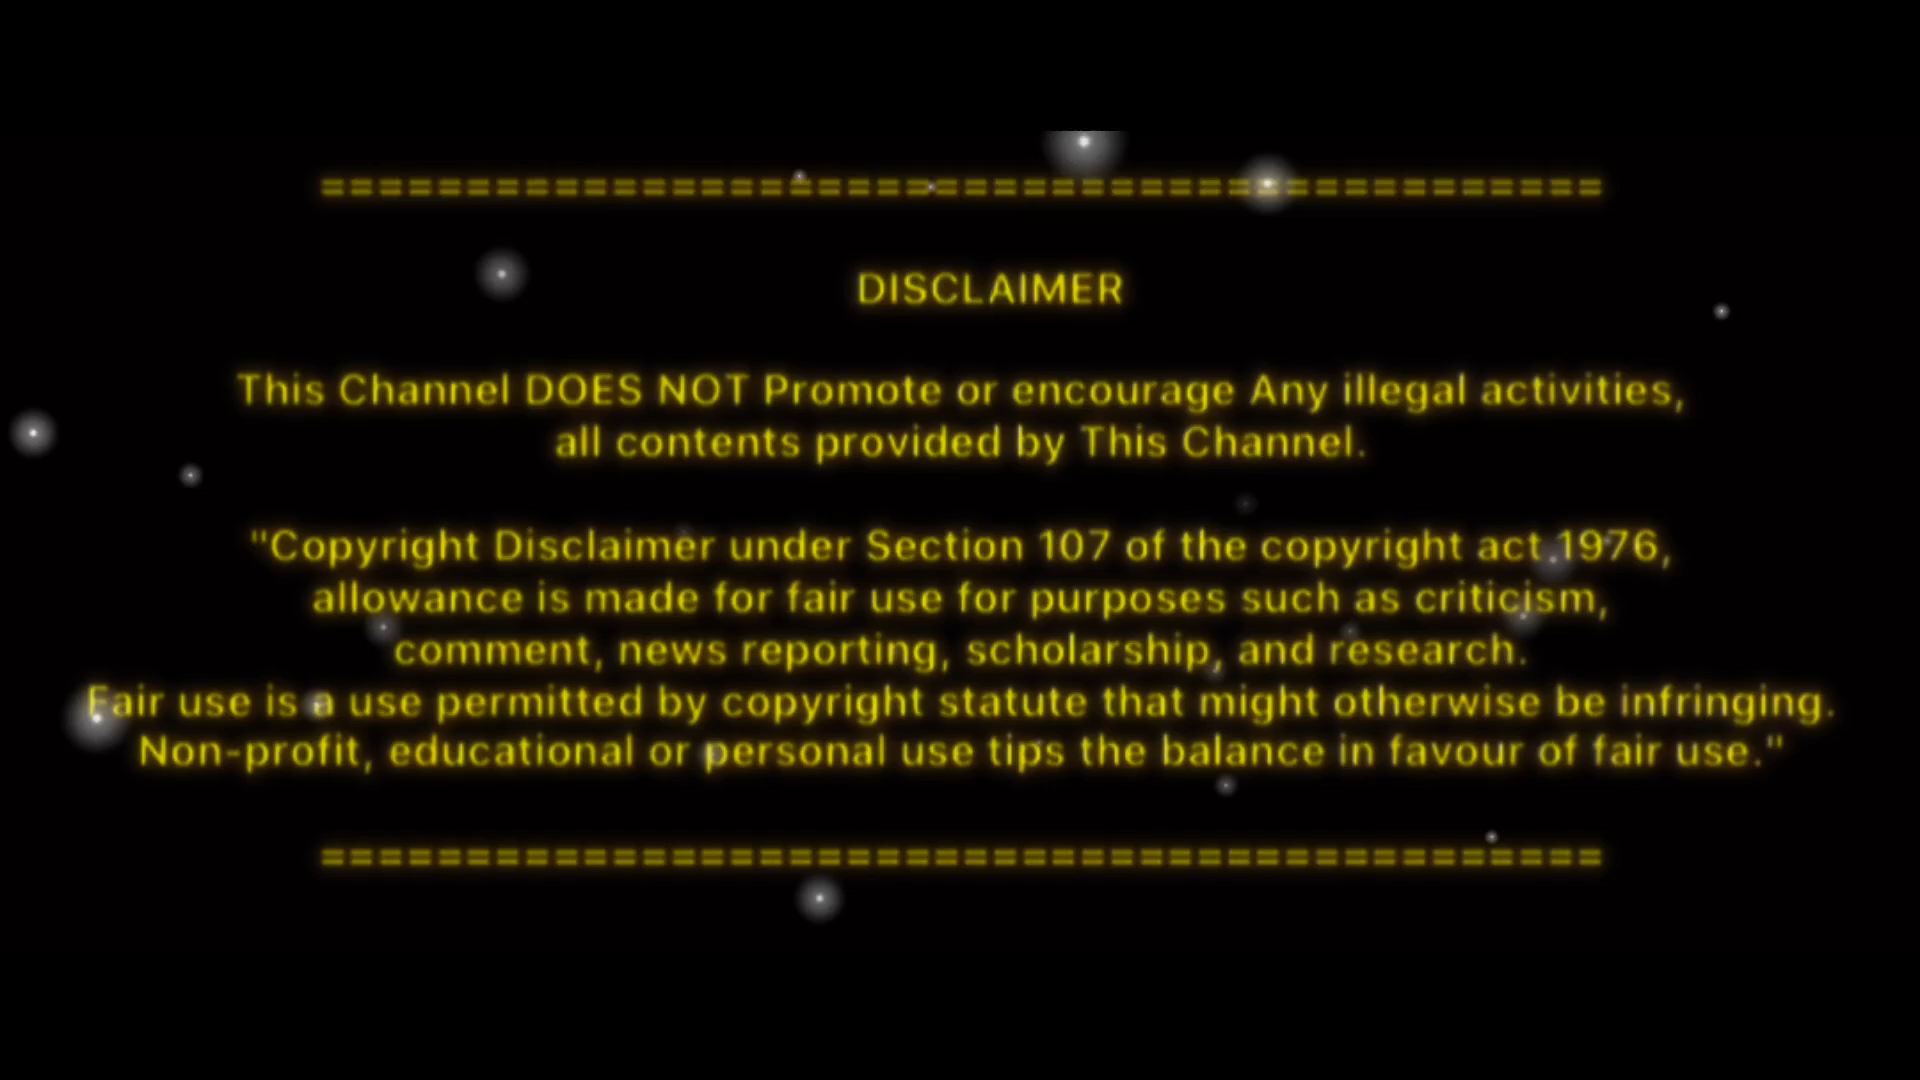 ============================================
DISCLAIMER
This Channel DOES NOT Promote or encourage Any illegal activities,
all contents provided by This Channel.
"Copyright Disclaimer under Section 107 of the copyright act 1976,
allowance is made for fair use for purposes such as criticism,
comment, news reporting, scholarship, and research.
Fair use is a use permitted by copyright statute that might otherwise be infringing.
Non-profit, educational or personal use tips the balance in favour of fair use."
============================================